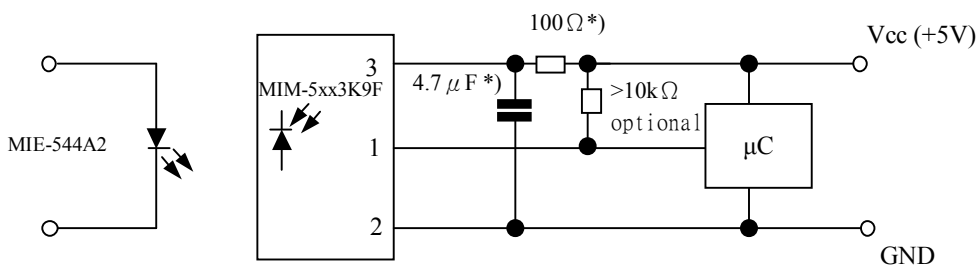 100Ω*)
Vcc (+5V)
3
MIM-5xx3K9F
4.7μF*)
>10kΩ
optional
MIE-544A2
1
μC
2
GND